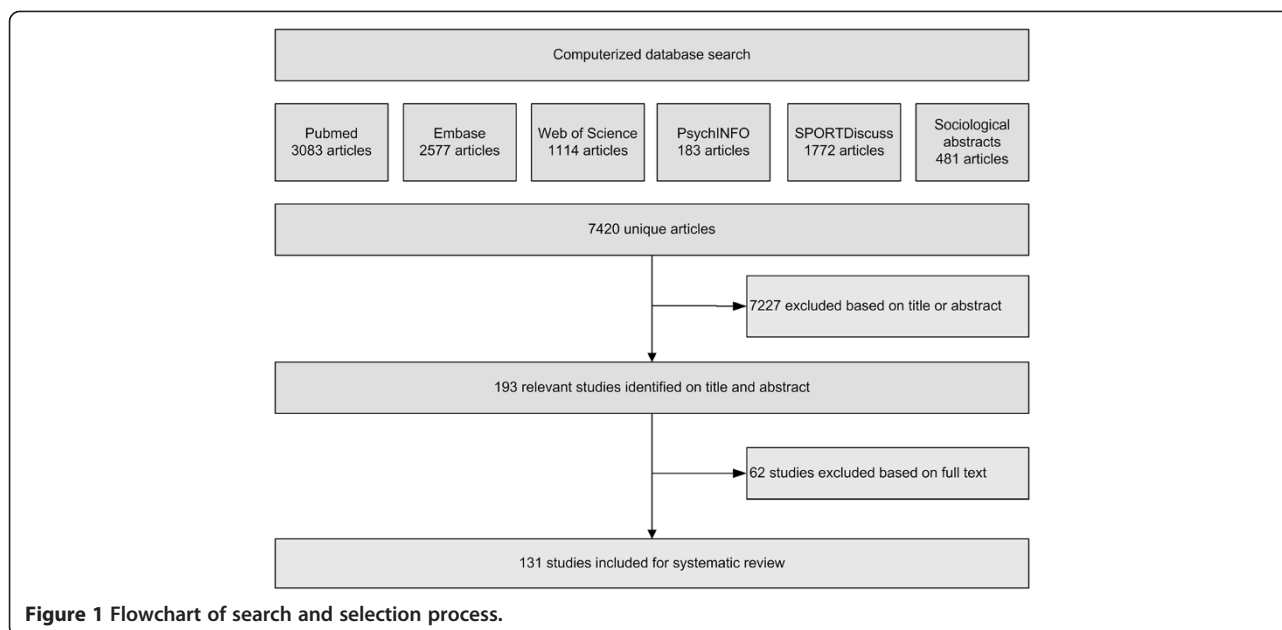 Computerized database search
Pubmed
3083 articles
Embase
2577 articles
Web of Science
1114 articles
PsychINFO
183 articles
SPORTDiscuss
1772 articles
Sociological
abstracts
481 articles
7420 unique articles
7227 excluded based on title or abstract
193 relevant studies identified on title and abstract
62 studies excluded based on full text
131 studies included for systematic review
Figure 1 Flowchart of search and selection process.